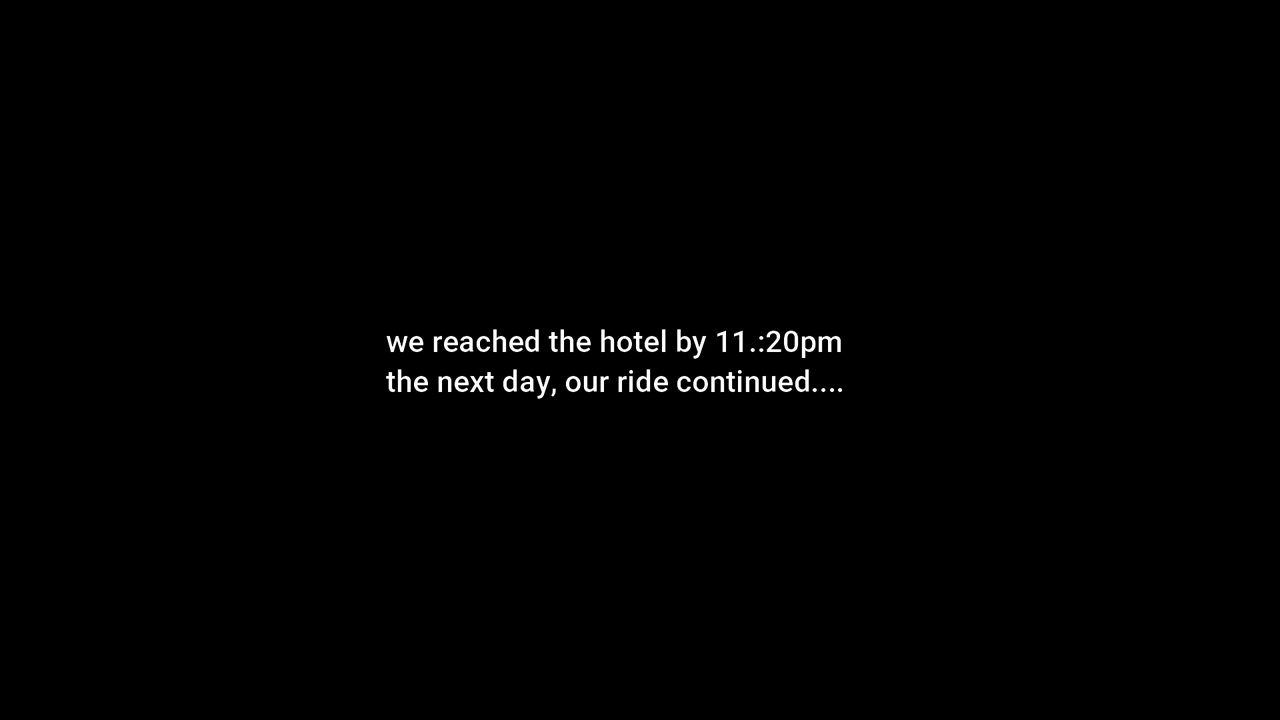 we reached the hotel by 11.:20pm
the next day, our ride continued....